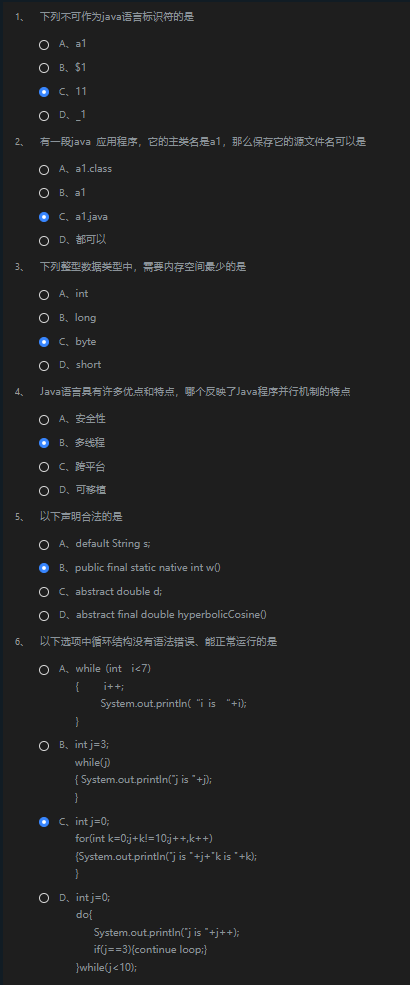 1、 下列不可作为java语言标识符的是
A、a1
B、$1
C、11
D、_1
2、 有一段java 应用程序，它的主类名是a1，那么保存它的源文件名可以是
A、a1.class
B、a1
C、a1.java
D、都可以
3、 下列整型数据类型中，需要内存空间最少的是
A、int
B、long
C、byte
D、short
4、 Java语言具有许多优点和特点，哪个反映了Java程序并行机制的特点
A、安全性
B、多线程
C、跨平台
D、可移植
5、 以下声明合法的是
A、default String s;
B、public final static native int w()
C、abstract double d;
D、abstract final double hyperbolicCosine()
6、 以下选项中循环结构没有语法错误、能正常运行的是
A、while (int i<7)
{ i++;
System.out.println( "i is "+i);
}
B、int j=3;
while(j)
{ System.out.println("j is "+j);
}
C、int j=0;
for(int k=0;j+k!=10;j++,k++)
{System.out.println("j is "+j+"k is "+k);
}
D、int j=0;
do{
System.out.println("j is "+j++);
if(j==3){continue loop;}
}while(j<10);